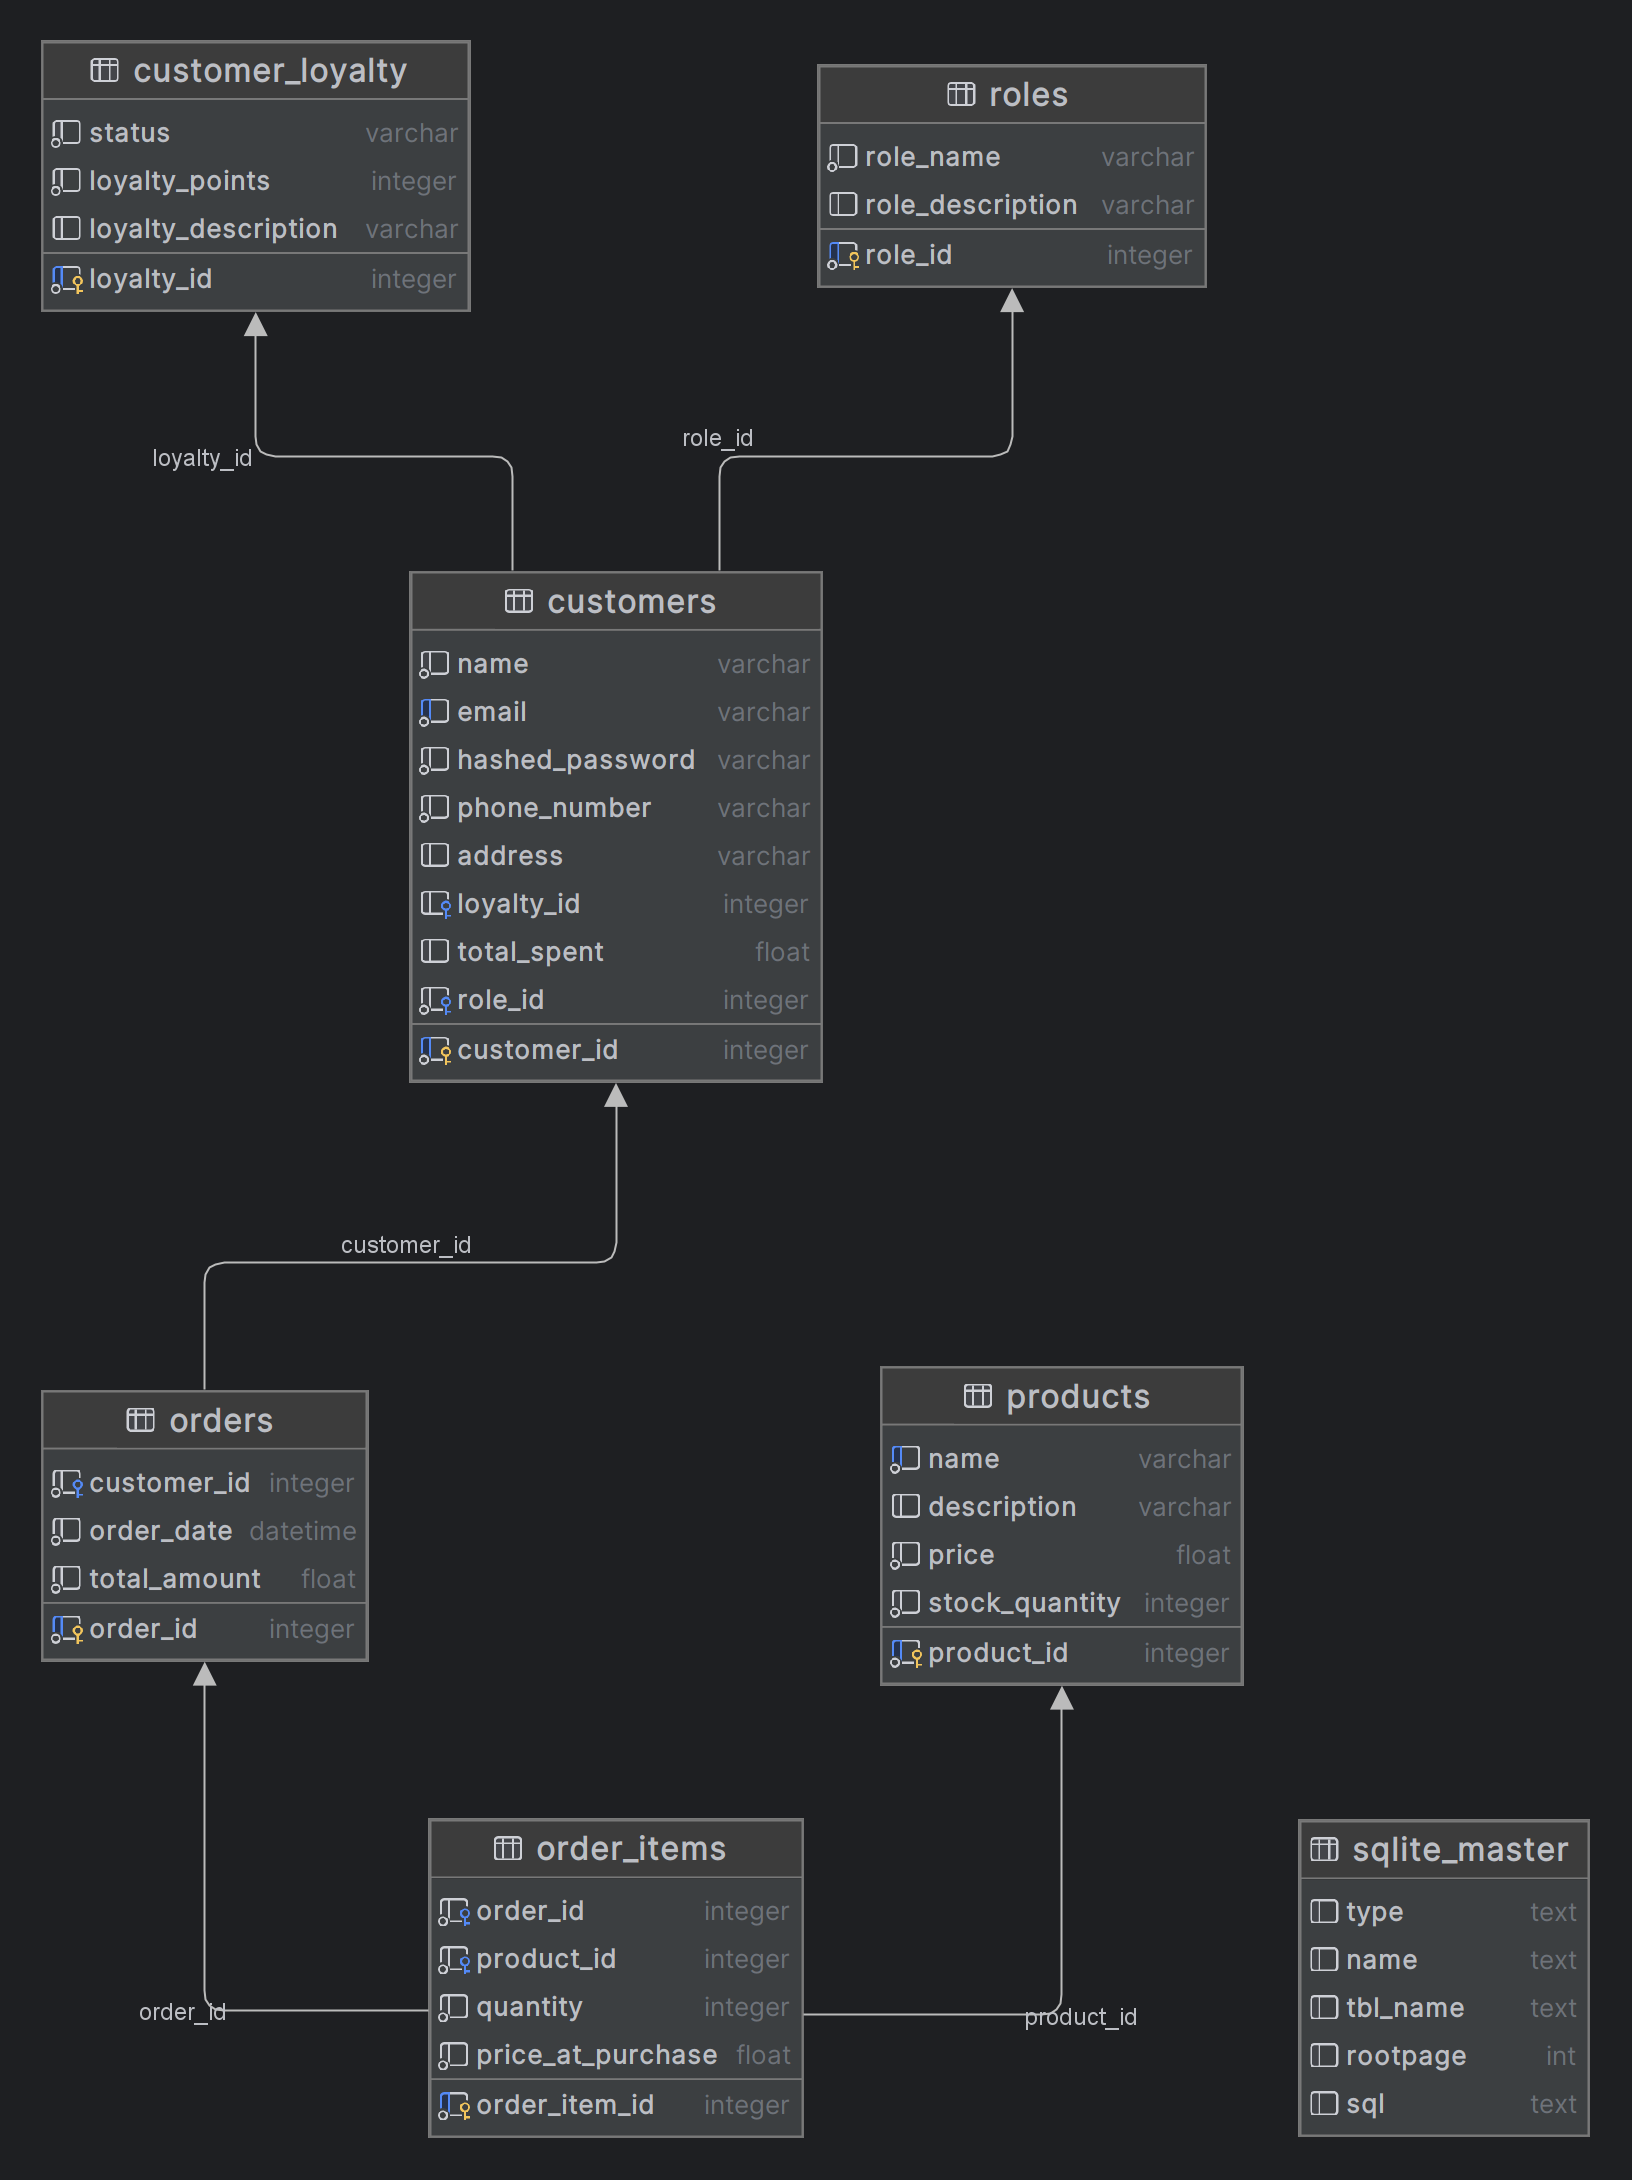 customer_loyalty
status varchar
loyalty_points integer
loyalty_description varchar
loyalty_id integer
roles
role_name varchar
role_description varchar
role_id integer
loyalty_id
role_id
customers
name varchar
email varchar
hashed_password varchar
phone_number varchar
address varchar
loyalty_id integer
total_spent float
role_id integer
customer_id integer
customer_id
orders
customer_id integer
order_date datetime
total_amount float
order_id integer
products
name varchar
description varchar
price float
stock_quantity integer
product_id integer
order_id
product_id
order_items
order_id integer
product_id integer
quantity integer
price_at_purchase float
order_item_id integer
sqlite_master
type text
name text
tbl_name text
rootpage int
sql text